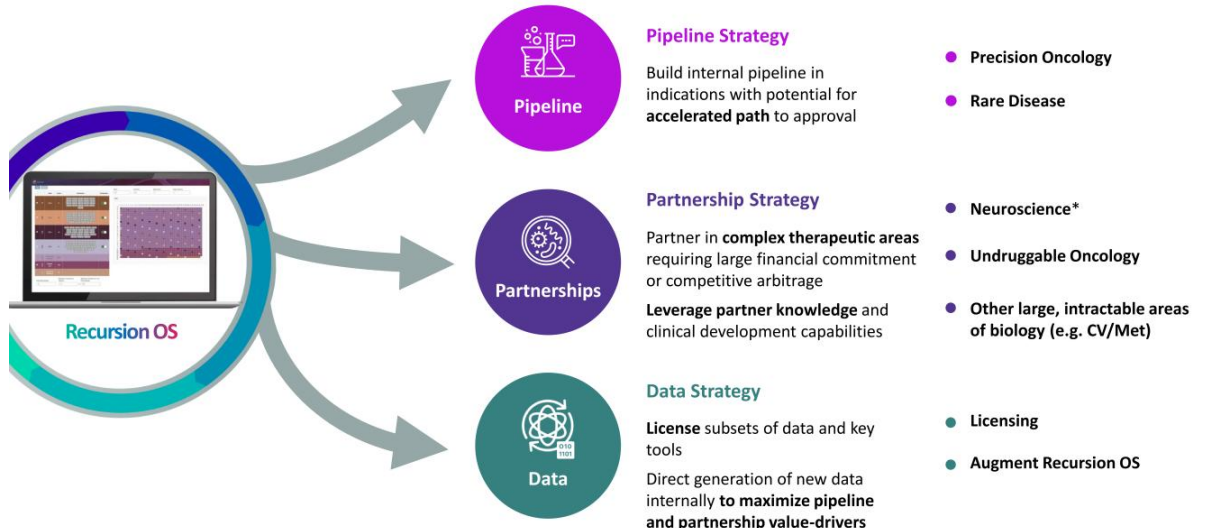 Recursion OS
Pipeline
Pipeline Strategy
Build internal pipeline in
indications with potential for
accelerated path to approval
Precision Oncology
Rare Disease
Partnerships
Partnership Strategy
Partner in complex therapeutic areas
requiring large financial commitment
or competitive arbitrage
Leverage partner knowledge and
clinical development capabilities
Neuroscience*
Undruggable Oncology
Other large, intractable areas
of biology (e.g. CV/Met)
010
1101
Data
Data Strategy
License subsets of data and key
tools
Direct generation of new data
internally to maximize pipeline
and partnership value-drivers
Licensing
Augment Recursion OS